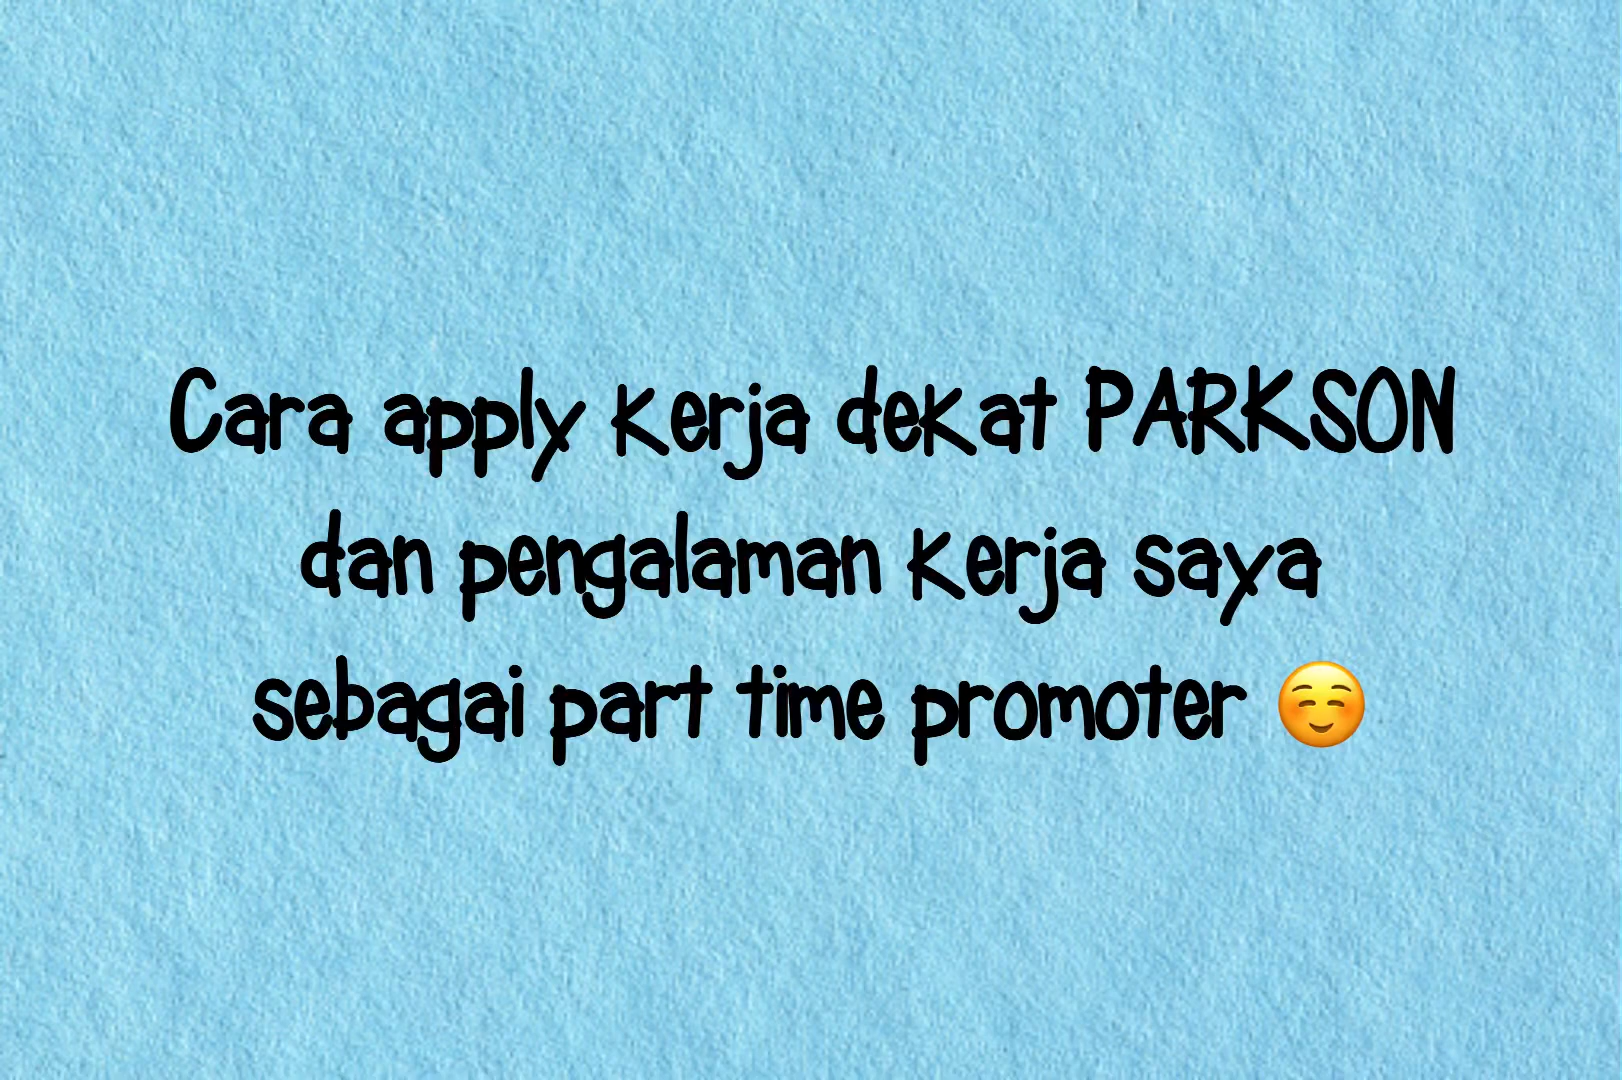 Cara apply kerja dekat PARKSON
dan pengalaman kerja saya
sebagai part time promoter ☺️